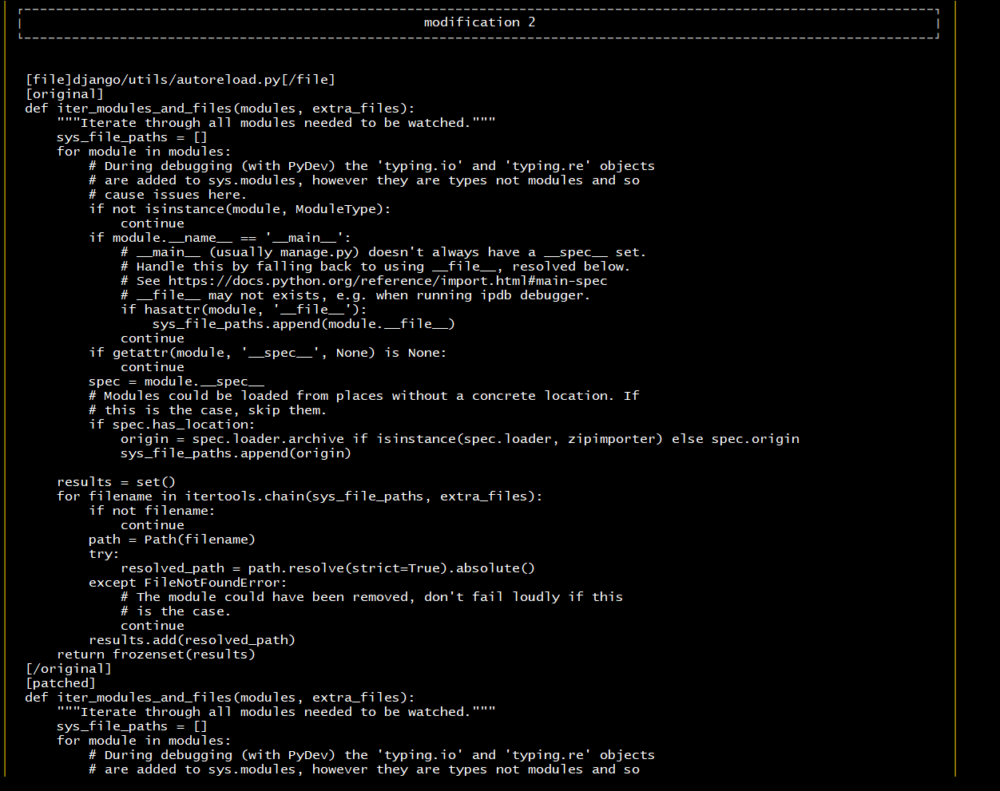 modification 2
[file]django/utils/autoreload.py[/file]
[original]
def iter_modules_and_files(modules, extra_files):
    """Iterate through all modules needed to be watched."""
    sys_file_paths = []
    for module in modules:
        # During debugging (with PyDev) the 'typing.io' and 'typing.re' objects
        # are added to sys.modules, however they are types not modules and so
        # cause issues here.
        if not isinstance(module, ModuleType):
            continue
        if module.__name__ == '__main__':
            # __main__ (usually manage.py) doesn't always have a __spec__ set.
            # Handle this by falling back to using __file__, resolved below.
            # See https://docs.python.org/reference/import.html#main-spec
            # __file__ may not exists, e.g. when running ipdb debugger.
            if hasattr(module, '__file__'):
                sys_file_paths.append(module.__file__)
            continue
        if getattr(module, '__spec__', None) is None:
            continue
        spec = module.__spec__
        # Modules could be loaded from places without a concrete location. If
        # this is the case, skip them.
        if spec.has_location:
            origin = spec.loader.archive if isinstance(spec.loader, zipimporter) else spec.origin
            sys_file_paths.append(origin)

    results = set()
    for filename in itertools.chain(sys_file_paths, extra_files):
        if not filename:
            continue
        path = Path(filename)
        try:
            resolved_path = path.resolve(strict=True).absolute()
        except FileNotFoundError:
            # The module could have been removed, don't fail loudly if this
            # is the case.
            continue
        results.add(resolved_path)
    return frozenset(results)
[/original]
[patched]
def iter_modules_and_files(modules, extra_files):
    """Iterate through all modules needed to be watched."""
    sys_file_paths = []
    for module in modules:
        # During debugging (with PyDev) the 'typing.io' and 'typing.re' objects
        # are added to sys.modules, however they are types not modules and so